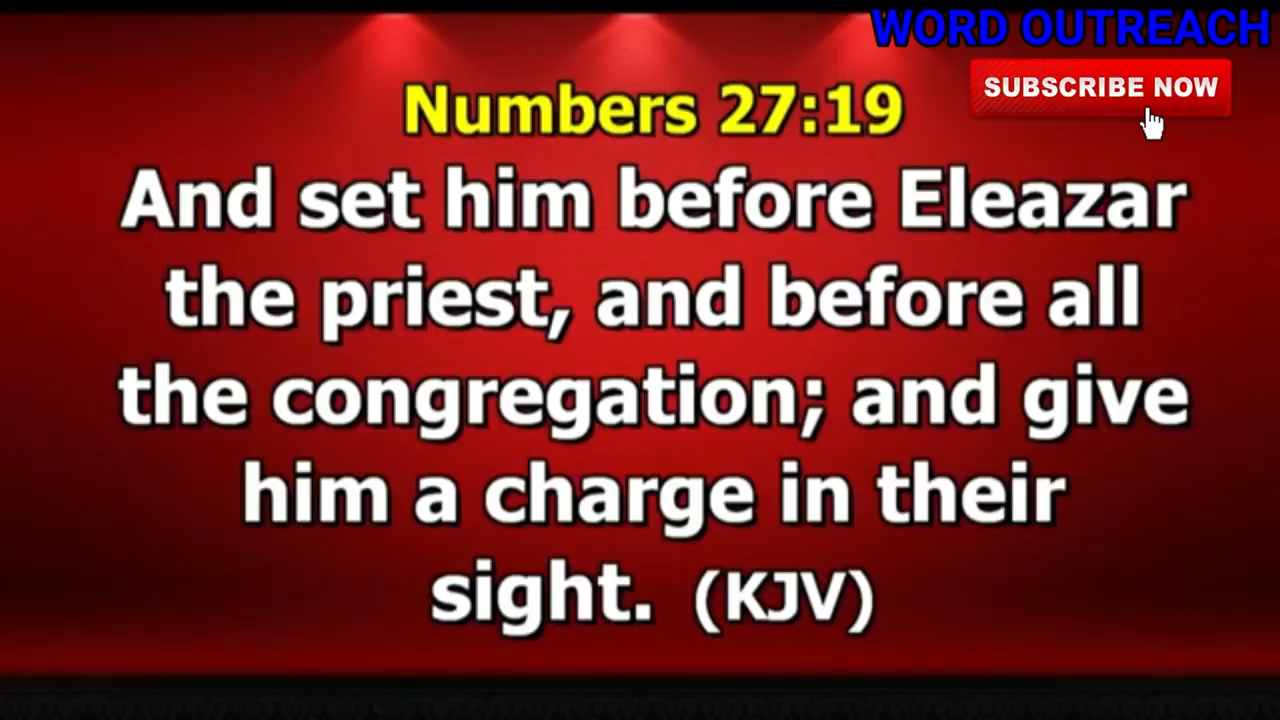 WORD OUTREACH
SUBSCRIBE NOW
Numbers 27:19
And set him before Eleazar
the priest, and before all
the congregation; and give
him a charge in their
sight. (KJV)